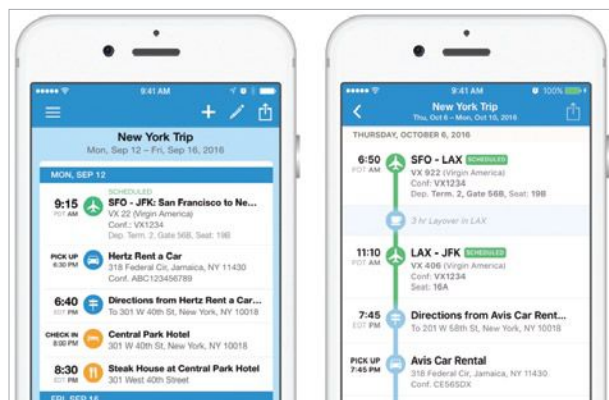 9:41 AM
New York Trip
Mon, Sep 12 – Fri, Sep 16, 2016
MON, SEP 12
SCHEDULED
9:15
PDT AM
SFO - JFK: San Francisco to Ne...
VX 22 (Virgin America)
Conf.: VX1234
Dep. Term. 2, Gate 56B, Seat: 19B
PICK UP
6:30 PM
Hertz Rent a Car
318 Federal Cir, Jamaica, NY 11430
Conf. ABC123456789
6:40
EDT PM
Directions from Hertz Rent a Car...
To 301 W 40th St, New York, NY 10018
CHECK IN
8:00 PM
Central Park Hotel
301 W 40th St, New York, NY 10018
8:30
EDT PM
Steak House at Central Park Hotel
301 West 40th Street
FRI, SEP 16
9:41 AM
100%
New York Trip
Thu, Oct 6 – Mon, Oct 10, 2016
THURSDAY, OCTOBER 6, 2016
6:50
PDT AM
SFO - LAX SCHEDULED
VX 922 (Virgin America)
Conf: VX1234
Dep. Term. 2, Gate 56B, Seat: 19B
3 hr Layover in LAX
11:10
PDT AM
LAX - JFK SCHEDULED
VX 406 (Virgin America)
Conf: VX1234
Seat: 16A
7:45
EDT PM
Directions from Avis Car Rent...
To 201 W 58th St, New York, NY 10018
PICK UP
7:45 PM
Avis Car Rental
318 Federal Cir, Jamaica, NY 11430
Conf. CE56SDX